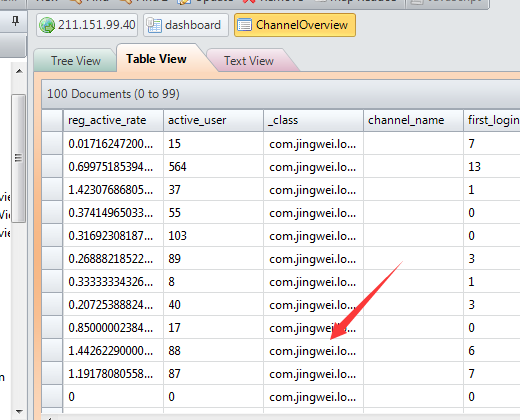 211.151.99.40 dashboard ChannelOverview
Tree View Table View Text View
100 Documents (0 to 99)
reg_active_rate active_user _class channel_name first_login
0.01716247200... 15 com.jingwei.lo... 7
0.69975185394... 564 com.jingwei.lo... 13
1.42307686805... 37 com.jingwei.lo... 1
0.37414965033... 55 com.jingwei.lo... 0
0.31692308187... 103 com.jingwei.lo... 0
0.26888218522... 89 com.jingwei.lo... 3
0.33333334326... 8 com.jingwei.lo... 1
0.20725388824... 40 com.jingwei.lo... 3
0.85000002384... 17 com.jingwei.lo... 0
1.44262290000... 88 com.jingwei.lo... 6
1.19178080558... 87 com.jingwei.lo... 7
0 0 com.jingwei.lo... 0